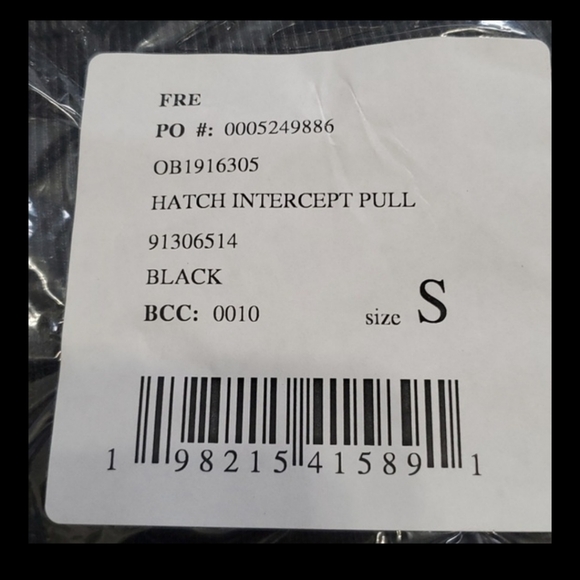 FRE
PO #: 0005249886
OB1916305
HATCH INTERCEPT PULL
91306514
BLACK
BCC: 0010 size S
1 98215 41589 1